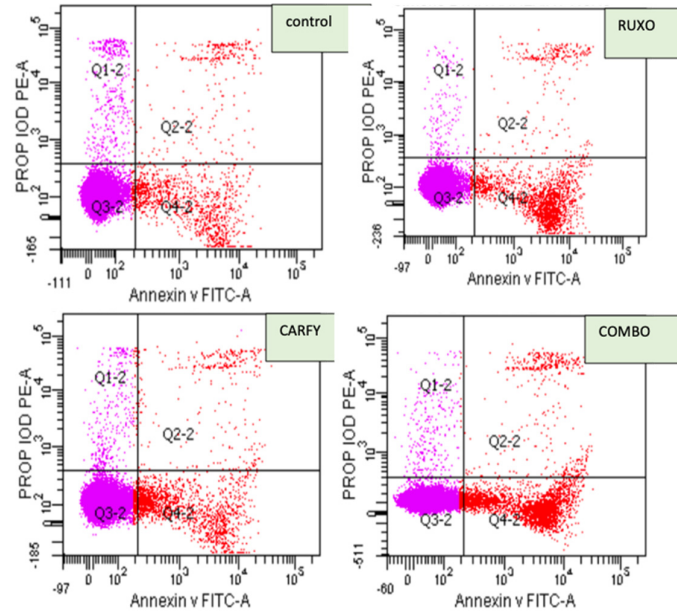 control
PROP IOD PE-A
10^5
10^4
10^3
10^2
0
-165
Q1-2
Q2-2
Q3-2
Q4-2
-111
0 10^2 10^3 10^4 10^5
Annexin v FITC-A
RUXO
PROP IOD PE-A
10^5
10^4
10^3
10^2
0
-236
Q1-2
Q2-2
Q3-2
Q4-2
-97
0 10^2 10^3 10^4 10^5
Annexin v FITC-A
CARFY
PROP IOD PE-A
10^5
10^4
10^3
10^2
0
-185
Q1-2
Q2-2
Q3-2
Q4-2
-97
0 10^2 10^3 10^4 10^5
Annexin v FITC-A
COMBO
PROP IOD PE-A
10^5
10^4
10^3
0
-511
Q1-2
Q2-2
Q3-2
Q4-2
-60
0 10^2 10^3 10^4 10^5
Annexin v FITC-A